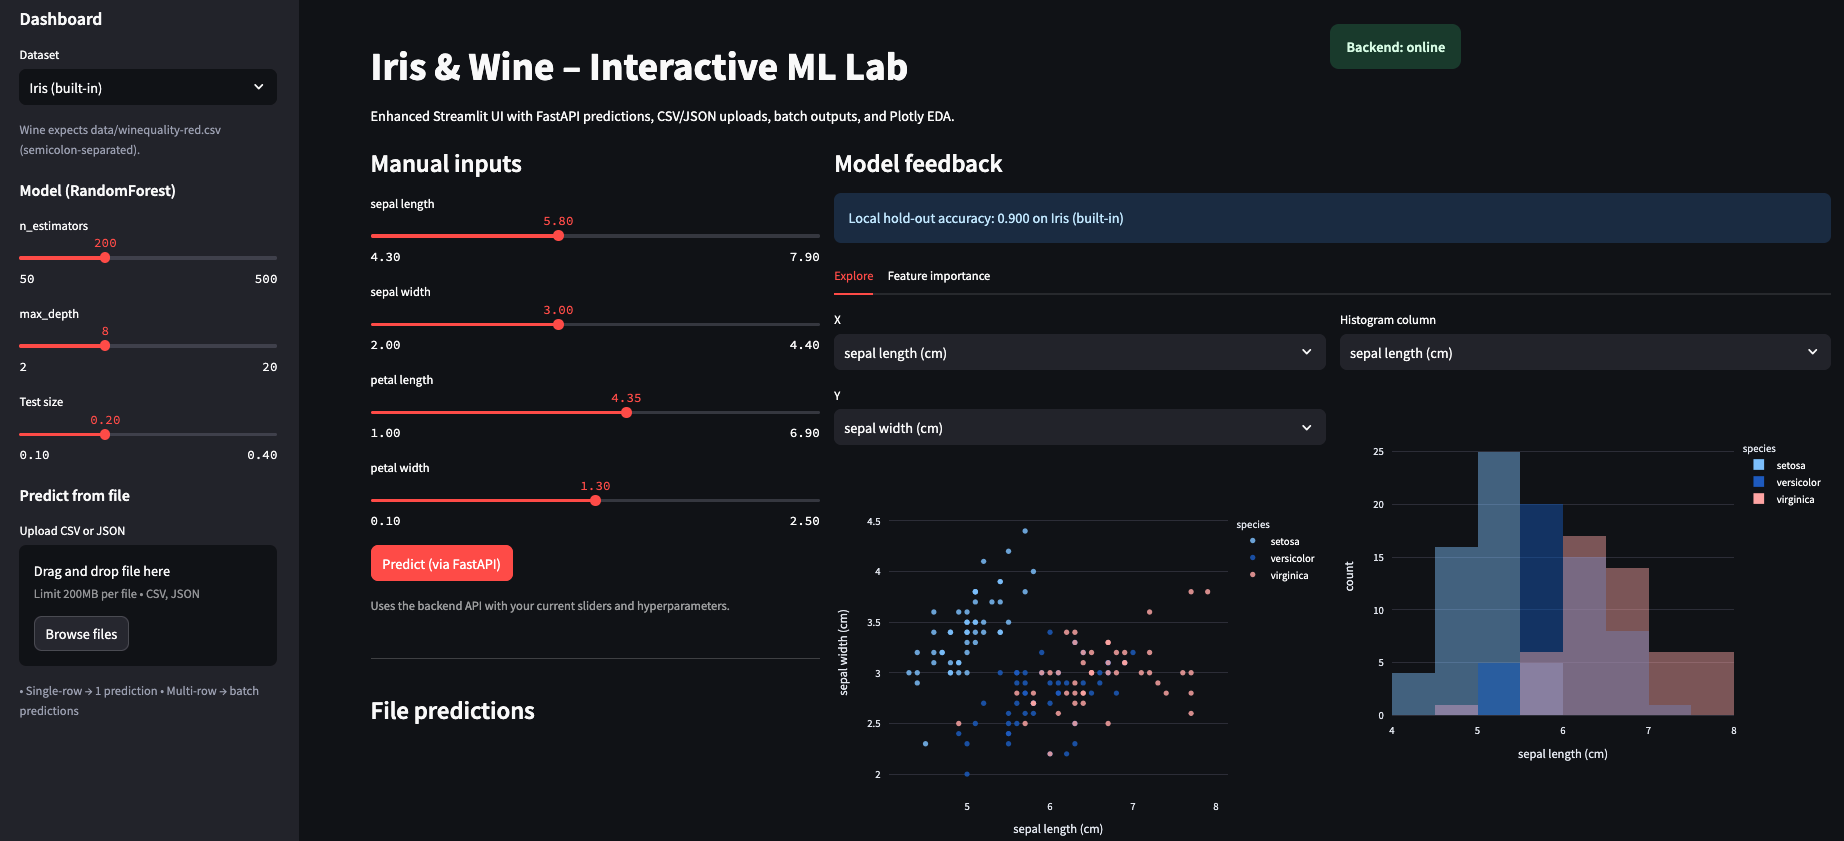 Dashboard
Dataset
Iris (built-in)
Wine expects data/winequality-red.csv
(semicolon-separated).
Model (RandomForest)
n_estimators
200
50 500
max_depth
8
2 20
Test size
0.20
0.10 0.40
Predict from file
Upload CSV or JSON
Drag and drop file here
Limit 200MB per file • CSV, JSON
Browse files
• Single-row → 1 prediction • Multi-row → batch
predictions
Backend: online
Iris & Wine – Interactive ML Lab
Enhanced Streamlit UI with FastAPI predictions, CSV/JSON uploads, batch outputs, and Plotly EDA.
Manual inputs
sepal length
5.80
4.30 7.90
sepal width
3.00
2.00 4.40
petal length
4.35
1.00 6.90
petal width
1.30
0.10 2.50
Predict (via FastAPI)
Uses the backend API with your current sliders and hyperparameters.
File predictions
Model feedback
Local hold-out accuracy: 0.900 on Iris (built-in)
Explore Feature importance
X
sepal length (cm)
Y
sepal width (cm)
4.5
4
3.5
3
2.5
2
sepal width (cm)
5 6 7 8
sepal length (cm)
species
setosa
versicolor
virginica
Histogram column
sepal length (cm)
25
20
15
10
5
0
count
4 5 6 7 8
sepal length (cm)
species
setosa
versicolor
virginica